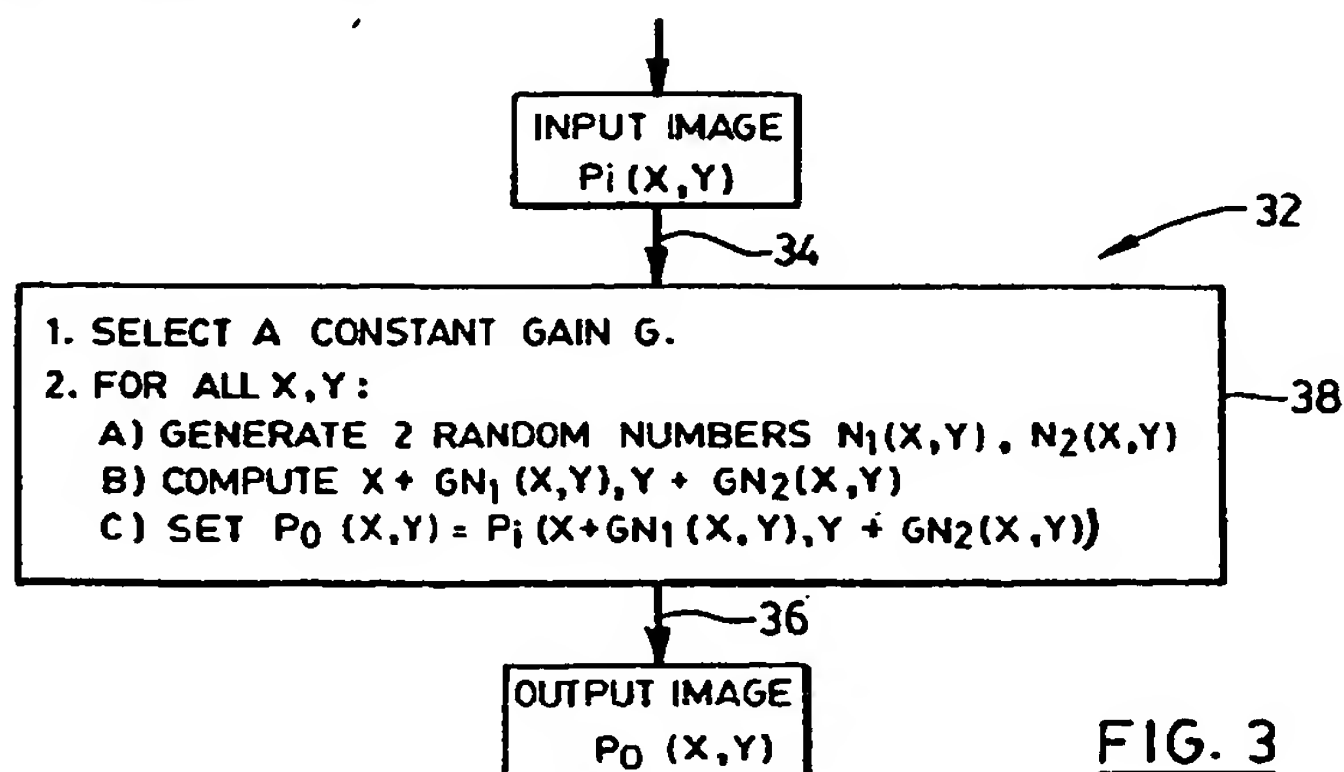 INPUT IMAGE
Pi (X,Y)
32
34
1. SELECT A CONSTANT GAIN G.
2. FOR ALL X,Y:
A) GENERATE 2 RANDOM NUMBERS N₁(X,Y), N₂(X,Y)
B) COMPUTE X+ GN₁ (X,Y),Y + GN₂(X,Y)
C) SET P₀ (X,Y) = Pᵢ (X+GN₁ (X,Y),Y + GN₂(X,Y))
38
36
OUTPUT IMAGE
P₀ (X,Y)
FIG. 3